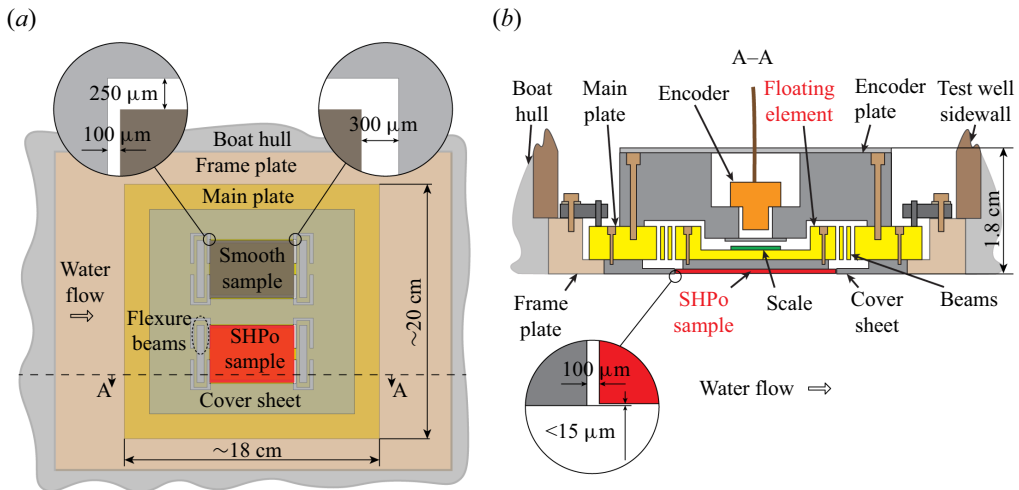 (a)
250 μm
100 μm
300 μm
Boat hull
Frame plate
Main plate
Smooth
sample
Water
flow
Flexure
beams
SHPo
sample
A
A
Cover sheet
~20 cm
~18 cm
(b)
A–A
Boat
hull
Main
plate
Encoder
Floating
element
Encoder
plate
Test well
sidewall
1.8 cm
Frame
plate
SHPo
sample
Scale
Cover
sheet
Beams
100 μm
Water flow
<15 μm